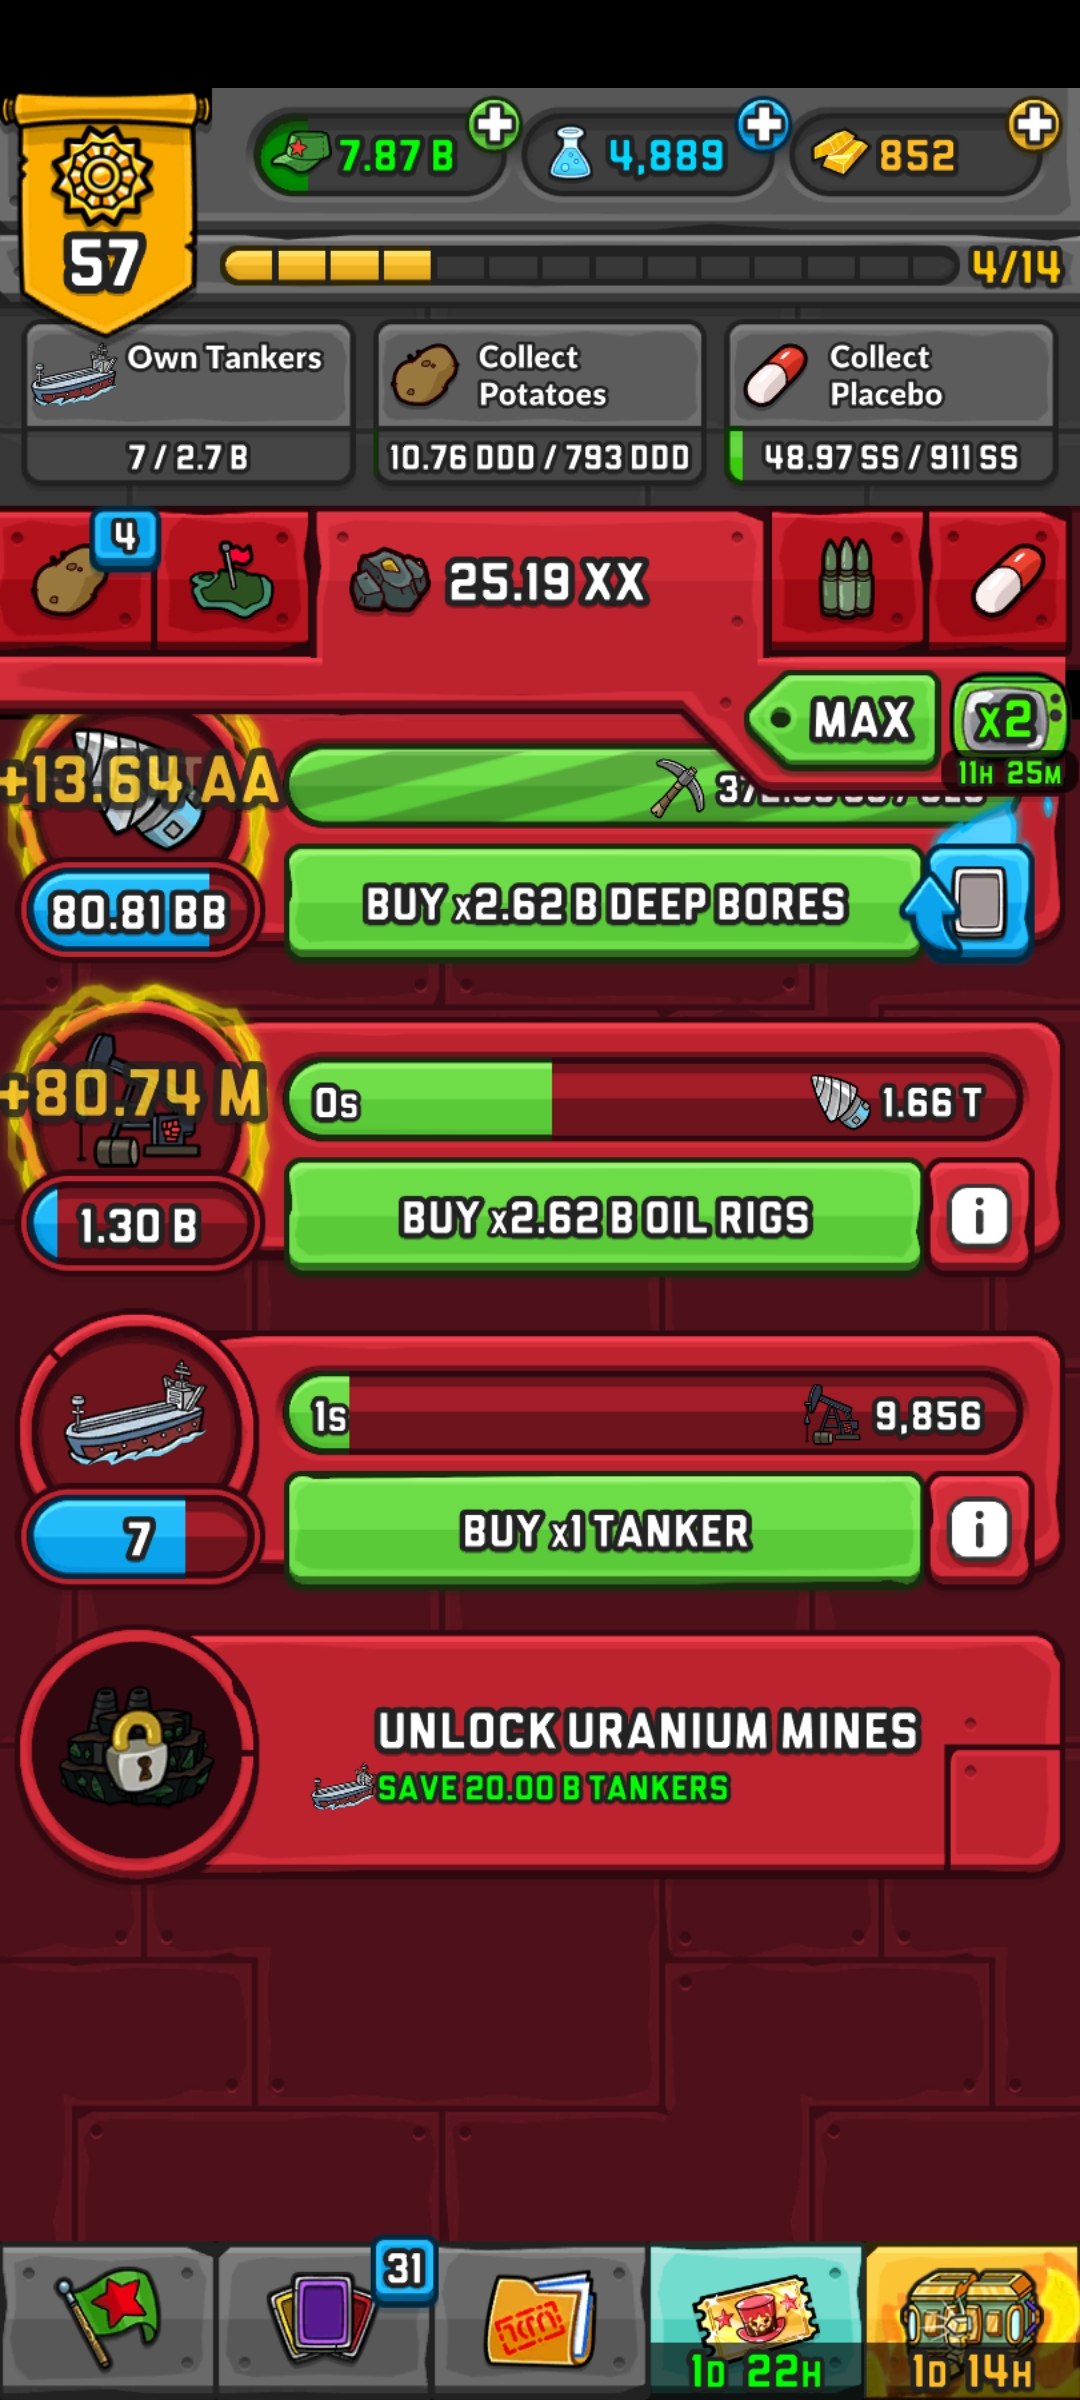 57
7.87 B
4,889
852
4/14
Own Tankers
7 / 2.7 B
Collect
Potatoes
10.76 DDD / 793 DDD
Collect
Placebo
48.97 SS / 911 SS
4
25.19 XX
MAX
x2
11H 25M
+13.64 AA
80.81 BB
BUY x2.62 B DEEP BORES
+80.74 M
0s
1.66 T
1.30 B
BUY x2.62 B OIL RIGS
i
1s
9,856
7
BUY x1 TANKER
i
UNLOCK URANIUM MINES
SAVE 20.00 B TANKERS
31
1D 22H
1D 14H